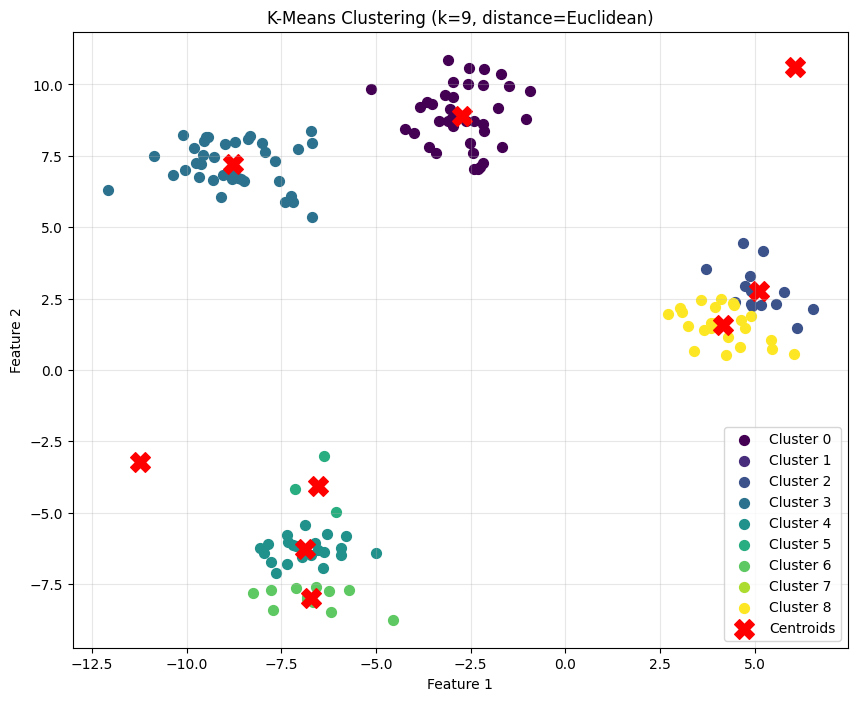 K-Means Clustering (k=9, distance=Euclidean)
10.0
7.5
5.0
2.5
0.0
−2.5
−5.0
−7.5
Feature 2
Cluster 0
Cluster 1
Cluster 2
Cluster 3
Cluster 4
Cluster 5
Cluster 6
Cluster 7
Cluster 8
Centroids
−12.5 −10.0 −7.5 −5.0 −2.5 0.0 2.5 5.0
Feature 1